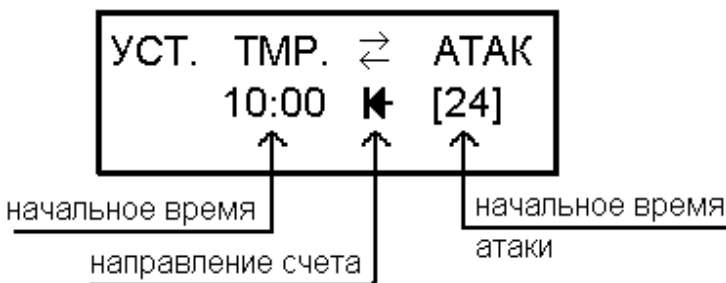 УСТ. ТМР. ⇄ АТАК
10:00 [24]
начальное время
начальное время
атаки
направление счета